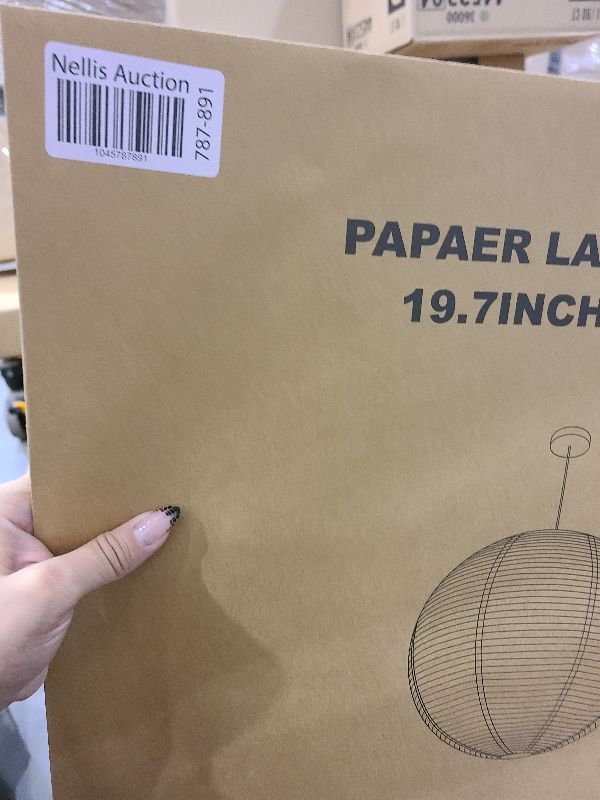 Nellis Auction
1045787891
787-891
PAPAER LA
19.7INCH